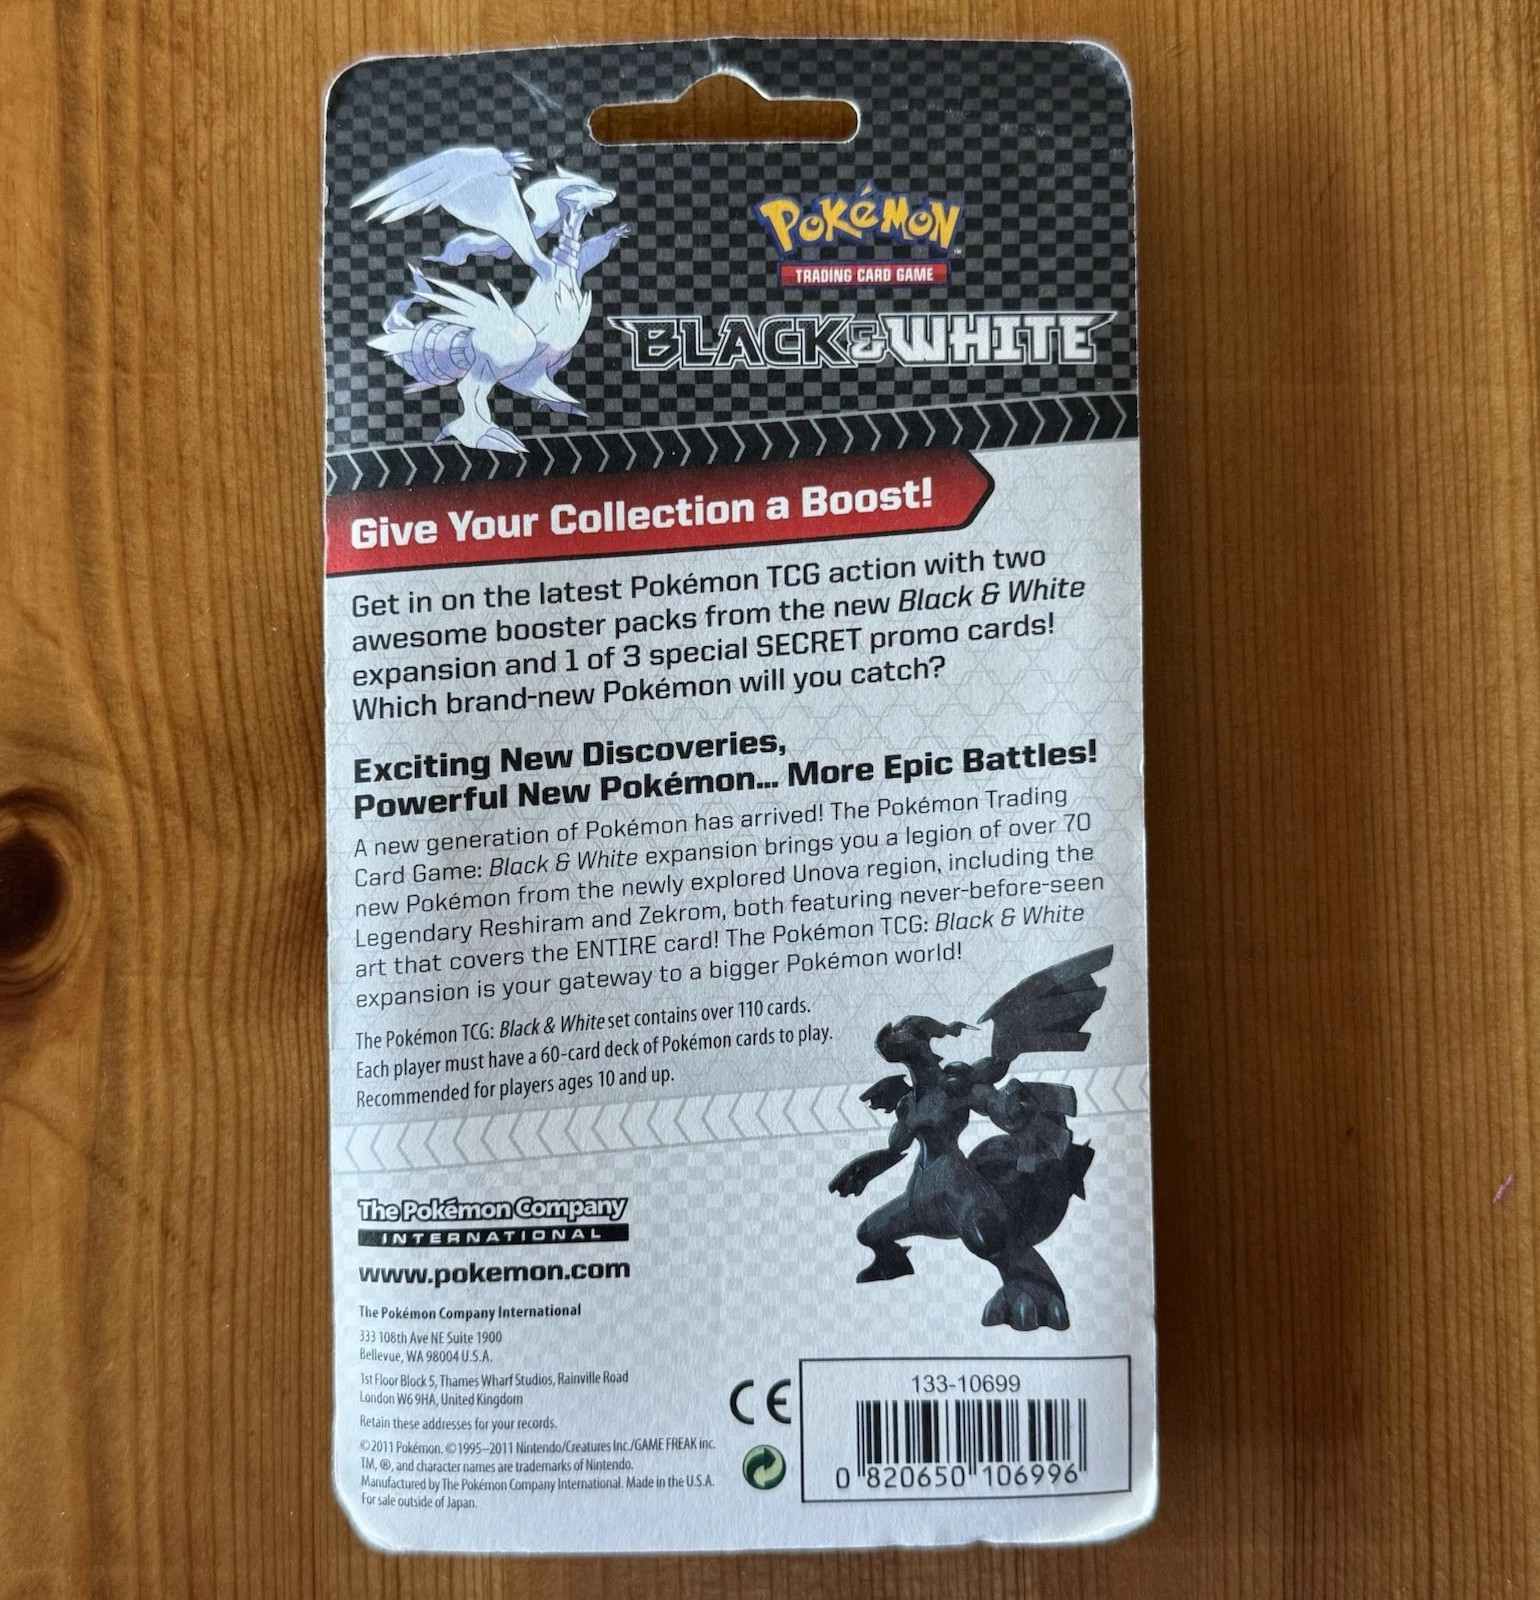 POKéMON
TRADING CARD GAME
BLACK & WHITE
Give Your Collection a Boost!
Get in on the latest Pokémon TCG action with two
awesome booster packs from the new Black & White
expansion and 1 of 3 special SECRET promo cards!
Which brand-new Pokémon will you catch?
Exciting New Discoveries,
Powerful New Pokémon... More Epic Battles!
A new generation of Pokémon has arrived! The Pokémon Trading
Card Game: Black & White expansion brings you a legion of over 70
new Pokémon from the newly explored Unova region, including the
Legendary Reshiram and Zekrom, both featuring never-before-seen
art that covers the ENTIRE card! The Pokémon TCG: Black & White
expansion is your gateway to a bigger Pokémon world!
The Pokémon TCG: Black & White set contains over 110 cards.
Each player must have a 60-card deck of Pokémon cards to play.
Recommended for players ages 10 and up.
The Pokémon Company
INTERNATIONAL
www.pokemon.com
The Pokémon Company International
333 108th Ave NE Suite 1900
Bellevue, WA 98004 U.S.A.
1st Floor Block 5, Thames Wharf Studios, Rainville Road
London W6 9HA, United Kingdom
Retain these addresses for your records.
©2011 Pokémon. ©1995–2011 Nintendo/Creatures Inc./GAME FREAK inc.
TM, ®, and character names are trademarks of Nintendo.
Manufactured by The Pokémon Company International. Made in the U.S.A.
For sale outside of Japan.
CE
133-10699
0 820650 106996